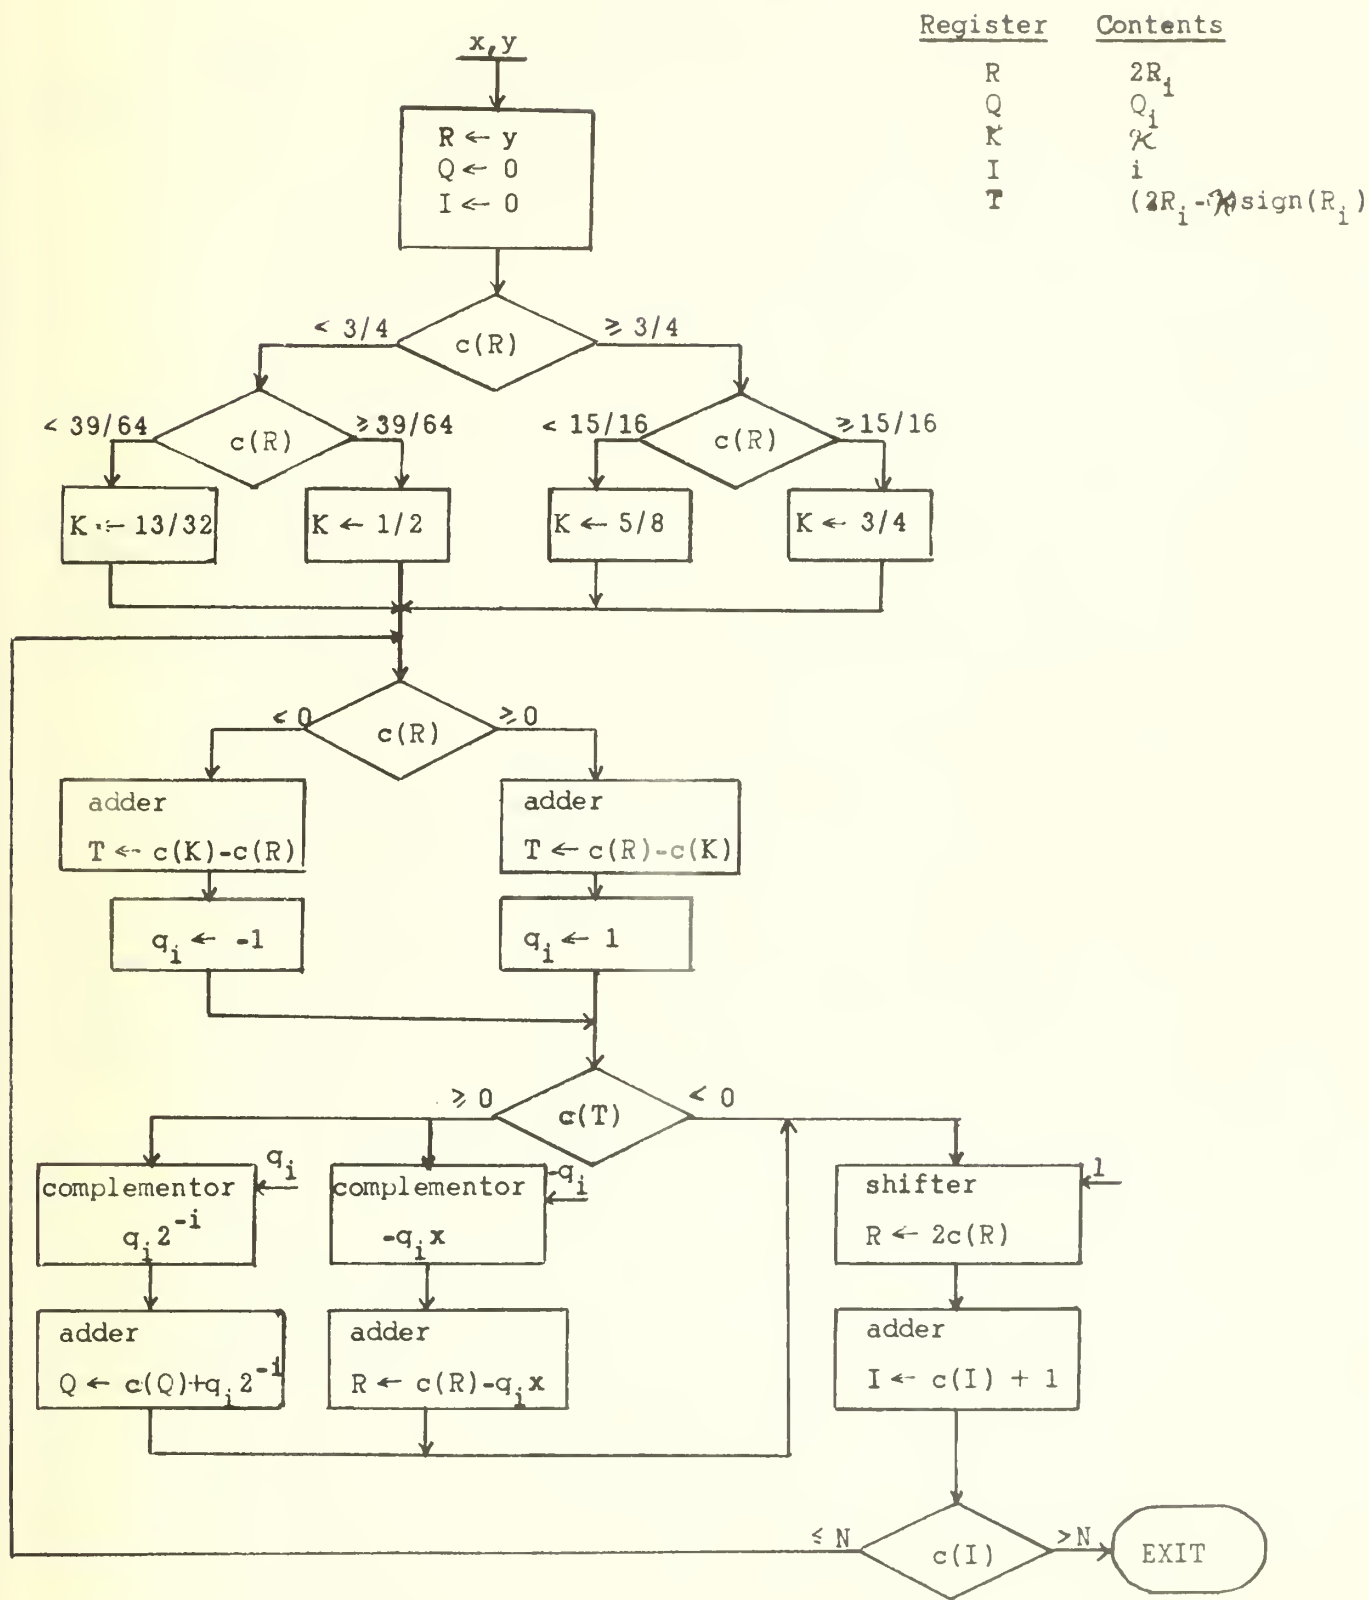 Register Contents
R 2R_i
Q Q_i
K 𝒦
I i
T (2R_i-𝒦)sign(R_i)
x,y
R ← y
Q ← 0
I ← 0
c(R)
< 3/4
≥ 3/4
c(R)
< 39/64
≥39/64
c(R)
< 15/16
≥15/16
K ← 13/32
K ← 1/2
K ← 5/8
K ← 3/4
c(R)
< 0
≥0
adder
T ← c(K)-c(R)
adder
T ← c(R)-c(K)
q_i ← -1
q_i ← 1
c(T)
≥ 0
< 0
complementor
q_i 2^-i
q_i
complementor
-q_i x
-q_i
shifter
R ← 2c(R)
1
adder
Q ← c(Q)+q_i 2^-i
adder
R ← c(R)-q_i x
adder
I ← c(I) + 1
≤ N
c(I)
>N
EXIT